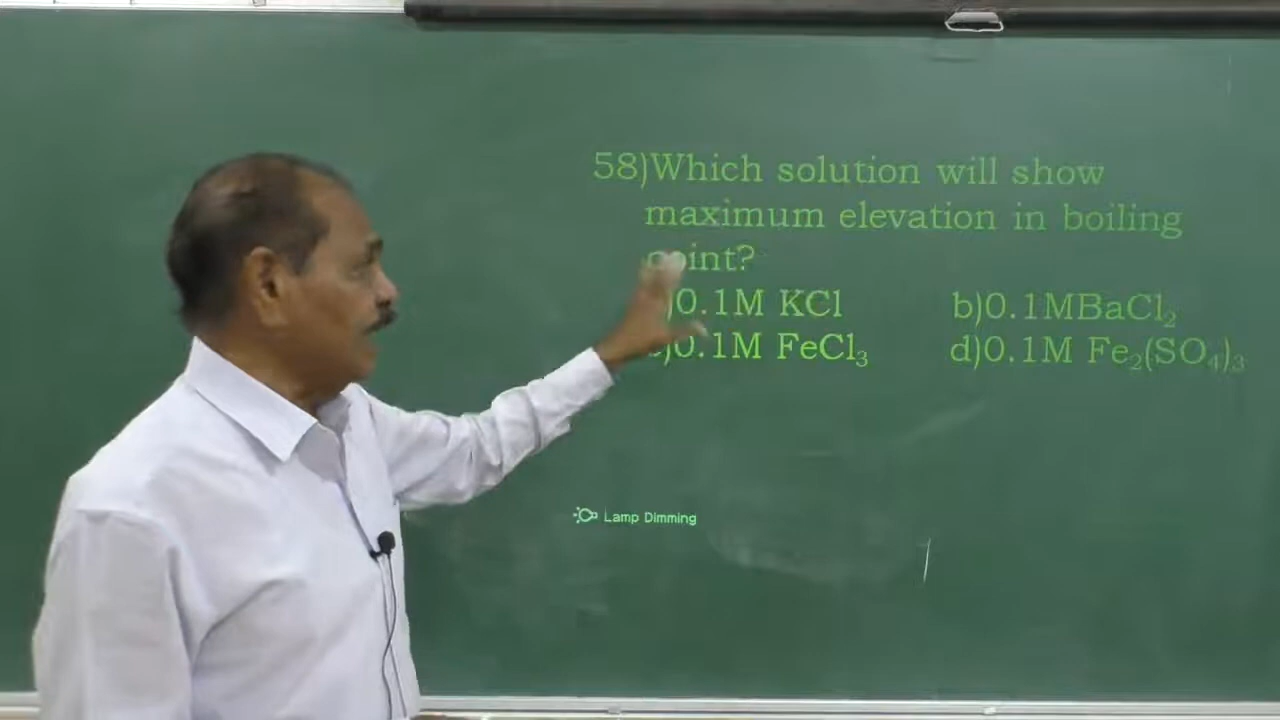 58)Which solution will show
maximum elevation in boiling
point?
)0.1M KCl b)0.1MBaCl₂
)0.1M FeCl₃ d)0.1M Fe₂(SO₄)₃
Lamp Dimming